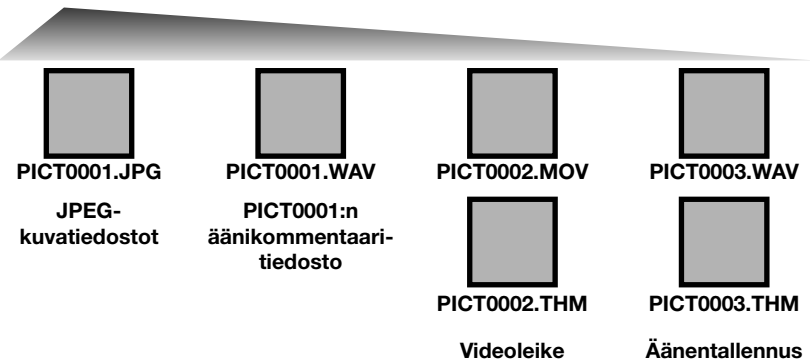 PICT0001.JPG
PICT0001.WAV
PICT0002.MOV
PICT0003.WAV
JPEG-
kuvatiedostot
PICT0001:n
äänikommentaari-
tiedosto
PICT0002.THM
PICT0003.THM
Videoleike
Äänentallennus